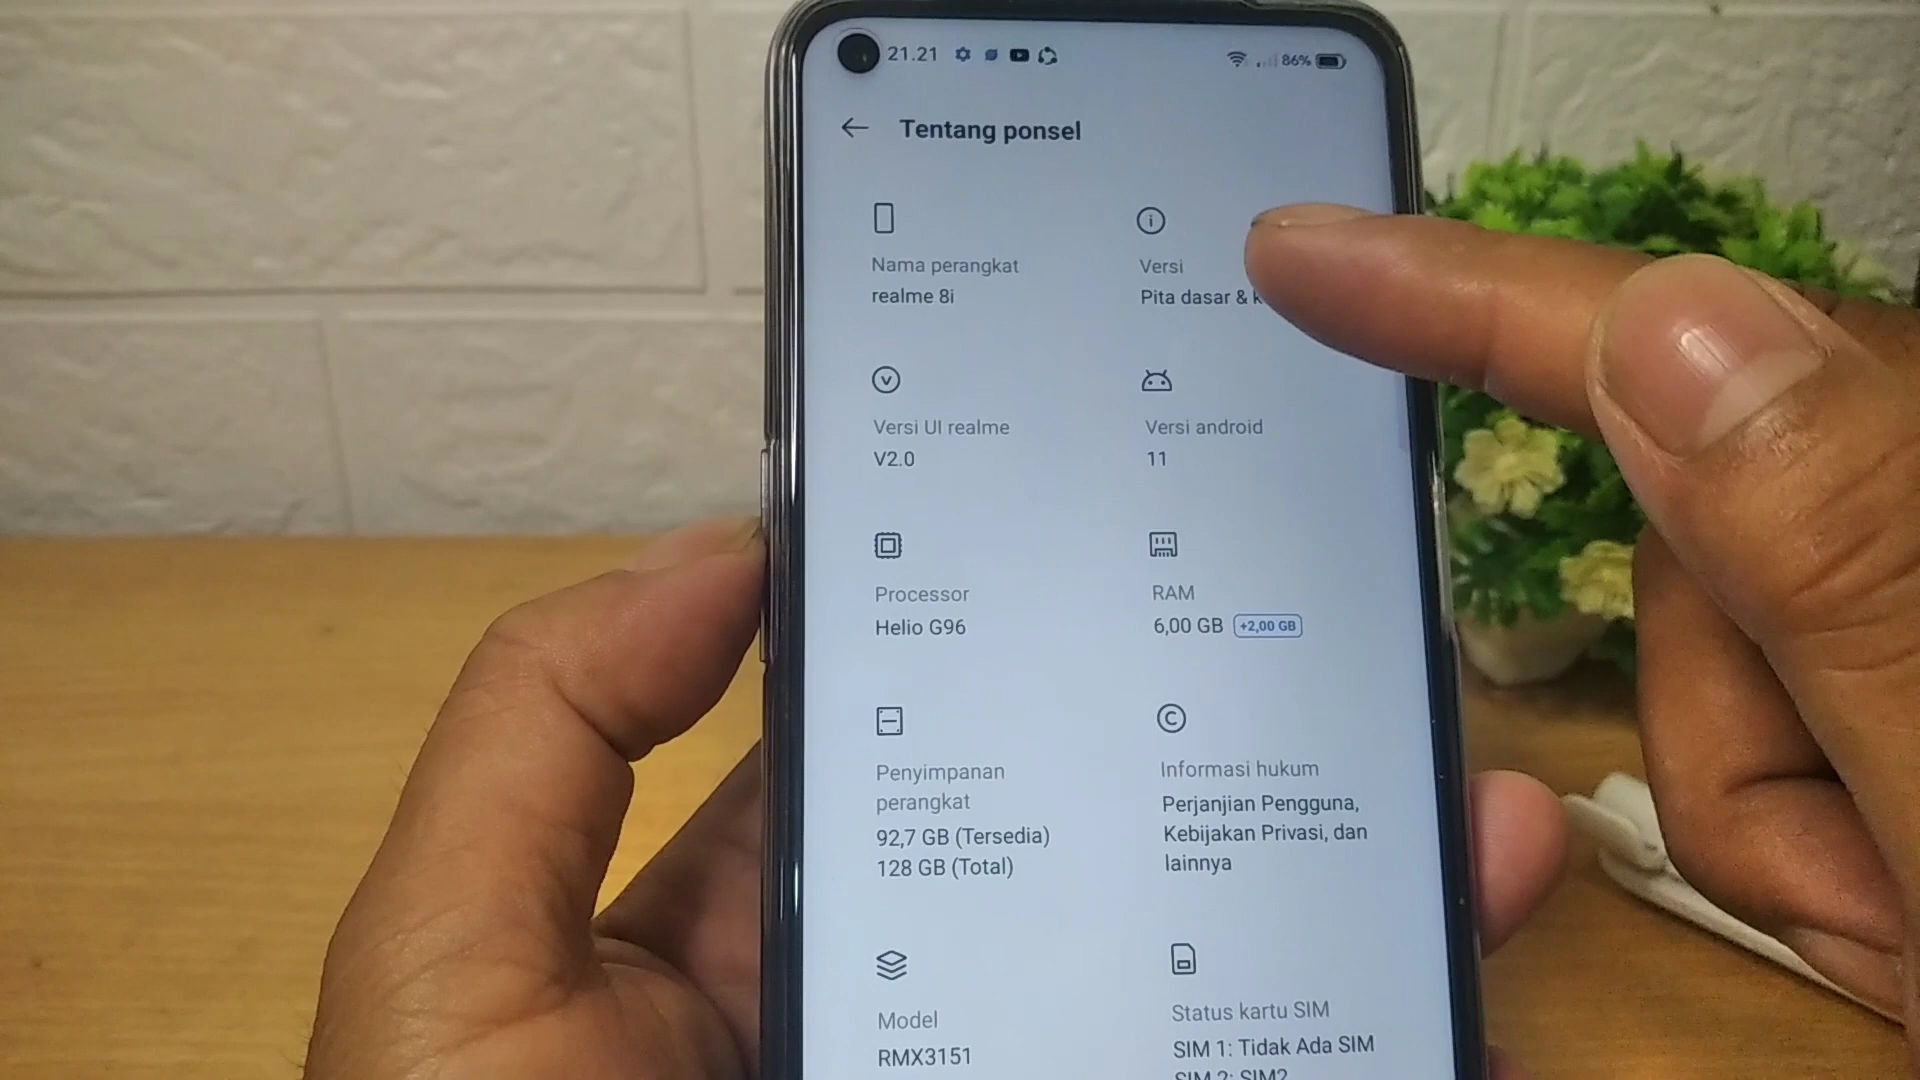 21.21
86%
Tentang ponsel
Nama perangkat
realme 8i
Versi
Pita dasar &
Versi UI realme
V2.0
Versi android
11
Processor
Helio G96
RAM
6,00 GB +2,00 GB
Penyimpanan
perangkat
92,7 GB (Tersedia)
128 GB (Total)
Informasi hukum
Perjanjian Pengguna,
Kebijakan Privasi, dan
lainnya
Model
RMX3151
Status kartu SIM
SIM 1: Tidak Ada SIM
SIM 2: SIM2